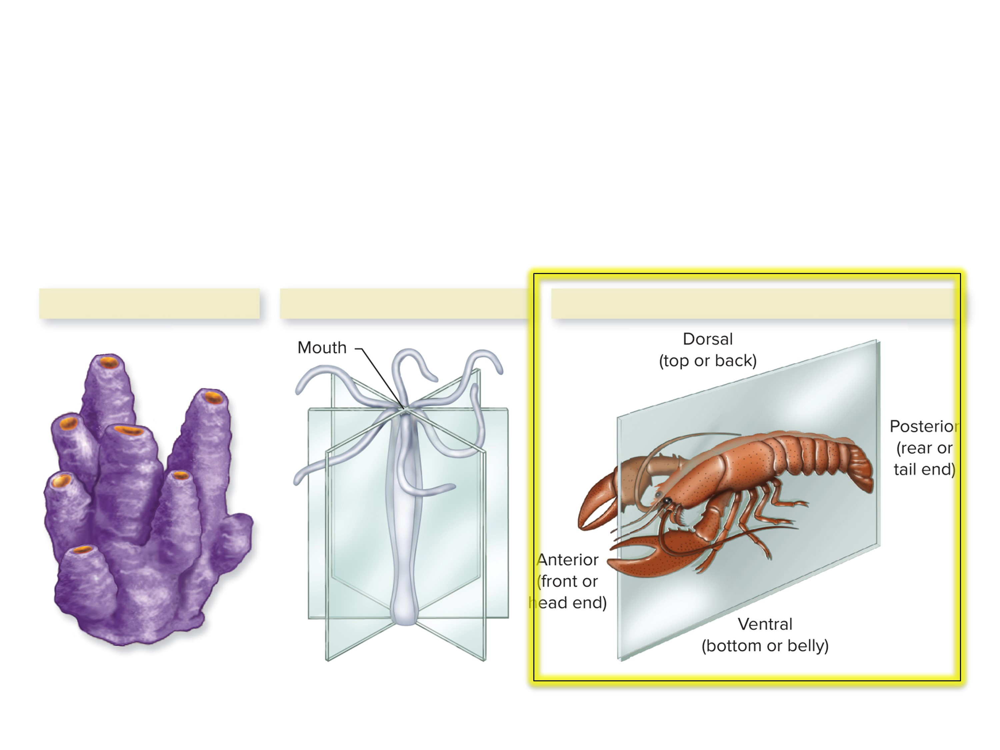 Mouth
Dorsal
(top or back)
Posterior
(rear or
tail end)
Anterior
(front or
head end)
Ventral
(bottom or belly)